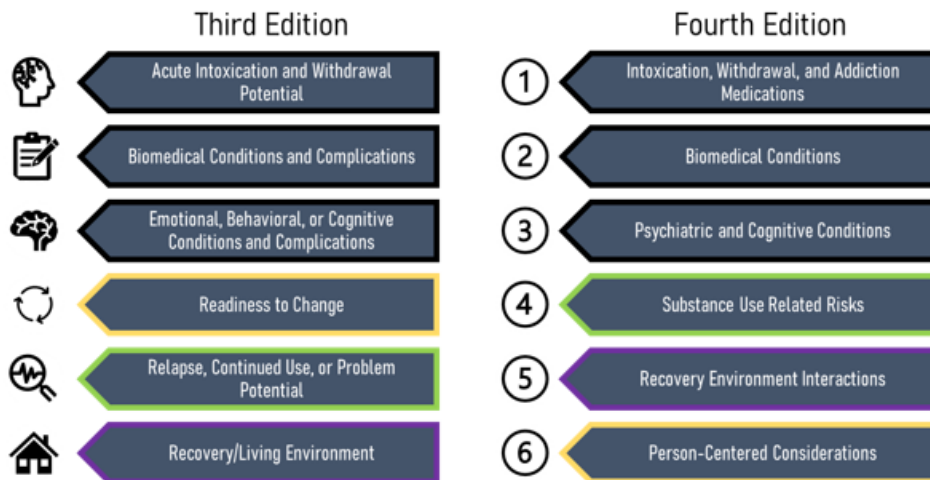 Third Edition
Acute Intoxication and Withdrawal
Potential
Biomedical Conditions and Complications
Emotional, Behavioral, or Cognitive
Conditions and Complications
Readiness to Change
Relapse, Continued Use, or Problem
Potential
Recovery/Living Environment
Fourth Edition
1
Intoxication, Withdrawal, and Addiction
Medications
2
Biomedical Conditions
3
Psychiatric and Cognitive Conditions
4
Substance Use Related Risks
5
Recovery Environment Interactions
6
Person-Centered Considerations